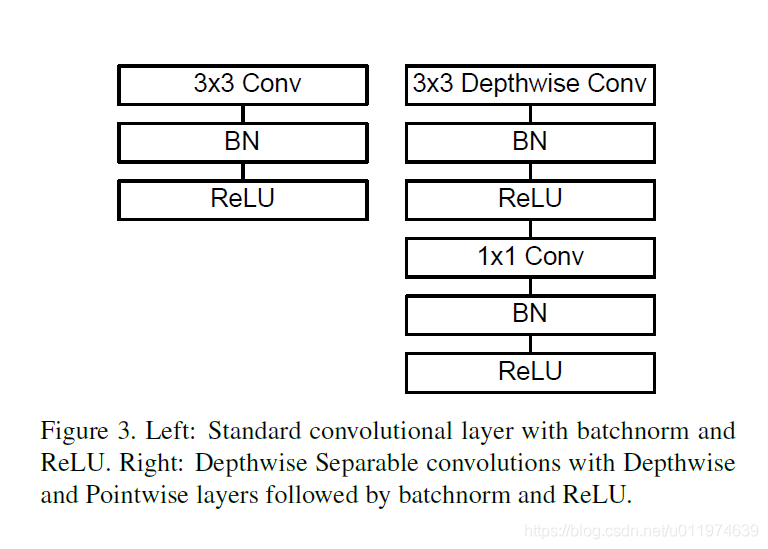 3x3 Conv
BN
ReLU
3x3 Depthwise Conv
BN
ReLU
1x1 Conv
BN
ReLU
Figure 3. Left: Standard convolutional layer with batchnorm and
ReLU. Right: Depthwise Separable convolutions with Depthwise
and Pointwise layers followed by batchnorm and ReLU.
https://blog.csdn.net/u011974639